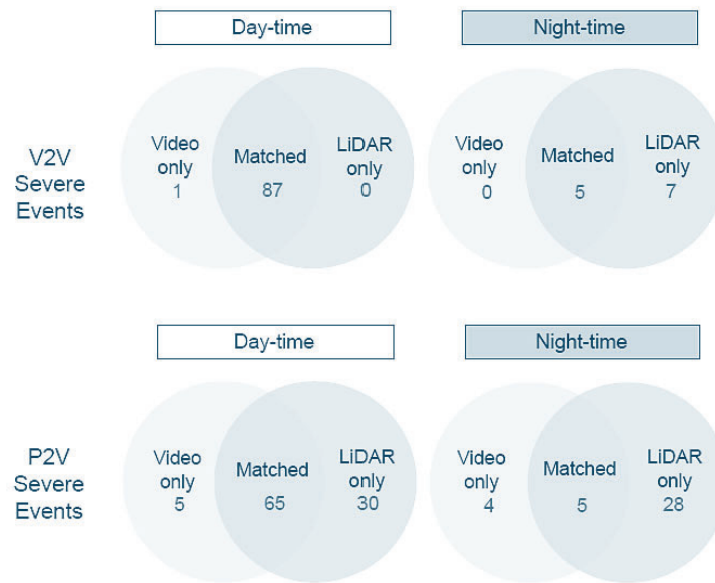 Day-time
Night-time
V2V
Severe
Events
Video
only
1
Matched
87
LiDAR
only
0
Video
only
0
Matched
5
LiDAR
only
7
Day-time
Night-time
P2V
Severe
Events
Video
only
5
Matched
65
LiDAR
only
30
Video
only
4
Matched
5
LiDAR
only
28